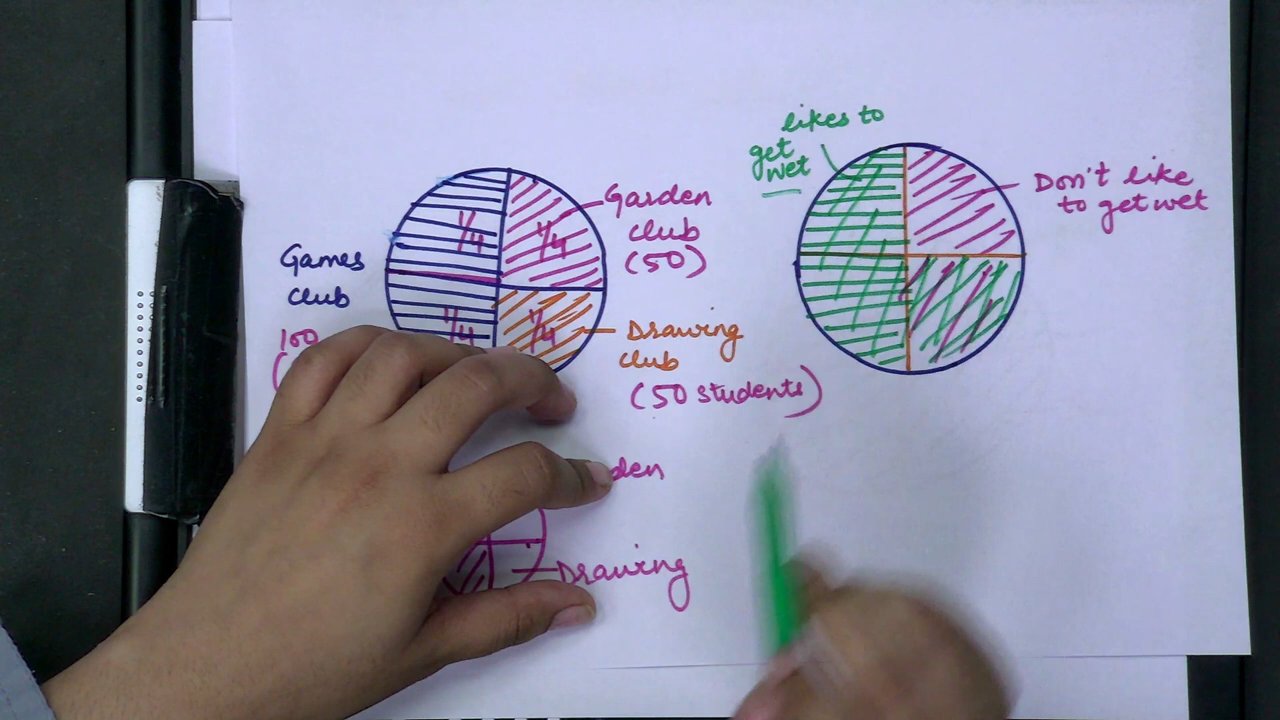 likes to
get
wet
Don't like
to get wet
Garden
club
(50)
Games
club
100
1/4
1/4
1/4
1/4
Drawing
club
(50 students)
den
Drawing